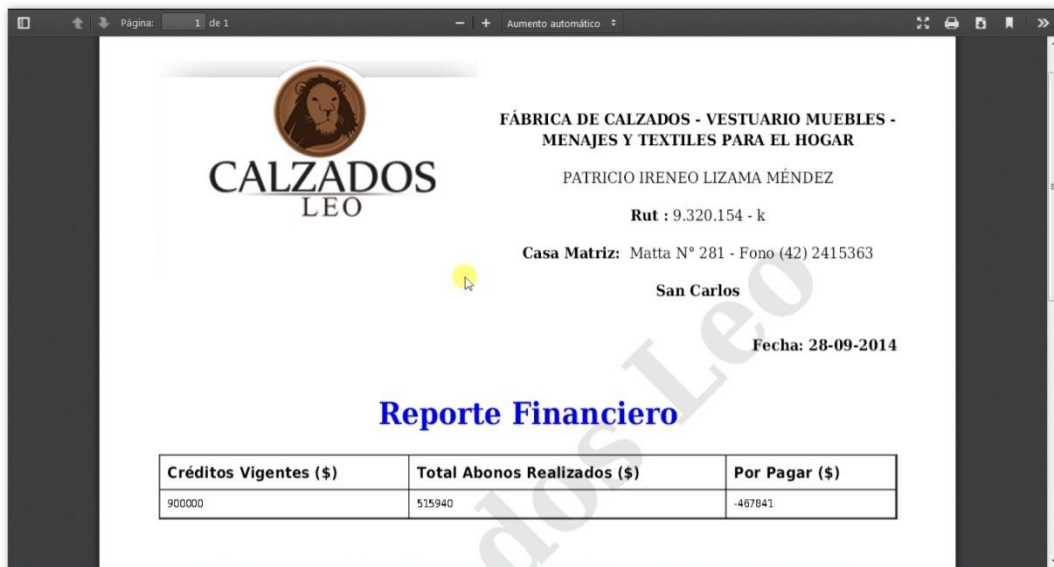 Página: 1 de 1
Aumento automático
CALZADOS
LEO
FÁBRICA DE CALZADOS - VESTUARIO MUEBLES -
MENAJES Y TEXTILES PARA EL HOGAR
PATRICIO IRENEO LIZAMA MÉNDEZ
Rut : 9.320.154 - k
Casa Matriz: Matta N° 281 - Fono (42) 2415363
San Carlos
Fecha: 28-09-2014
Reporte Financiero
Créditos Vigentes ($) Total Abonos Realizados ($) Por Pagar ($)
900000 515940 -467841
dos Leo